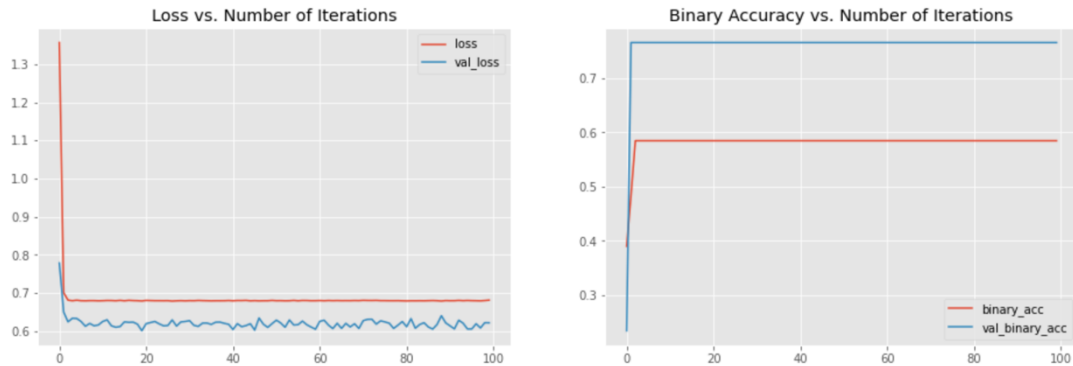 Loss vs. Number of Iterations
loss
val_loss
1.3
1.2
1.1
1.0
0.9
0.8
0.7
0.6
0 20 40 60 80 100
Binary Accuracy vs. Number of Iterations
0.7
0.6
0.5
0.4
0.3
binary_acc
val_binary_acc
0 20 40 60 80 100